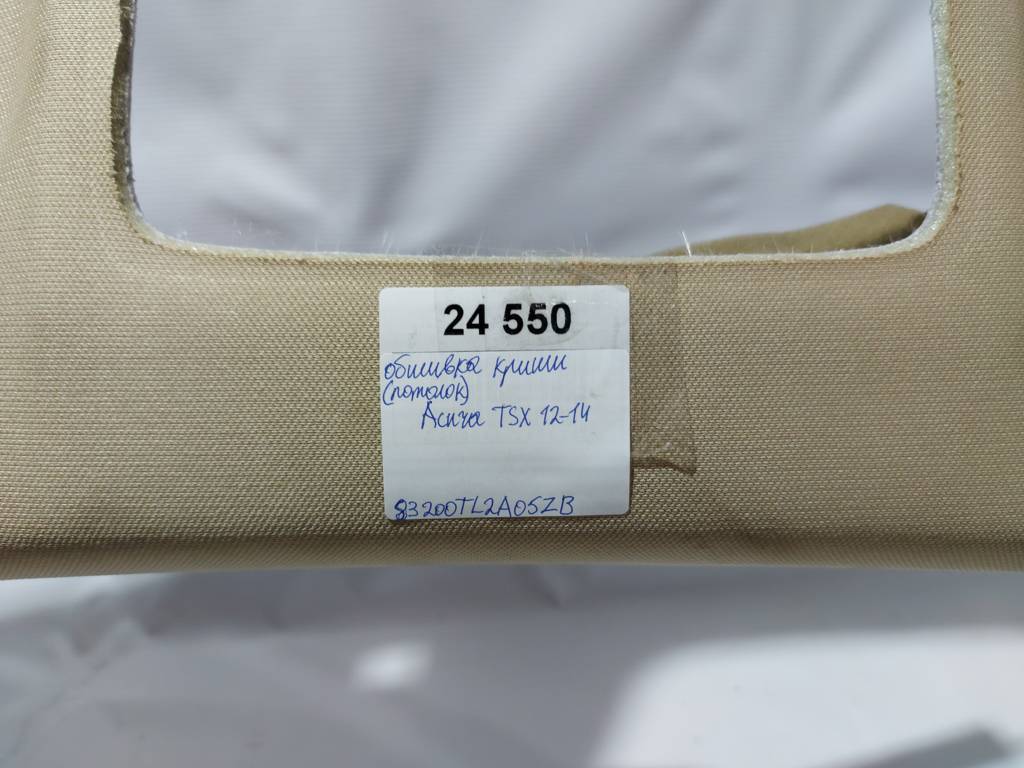 24 550
обшивка крыши
(потолок)
Acura TSX 12-14
83200TL2A05ZB